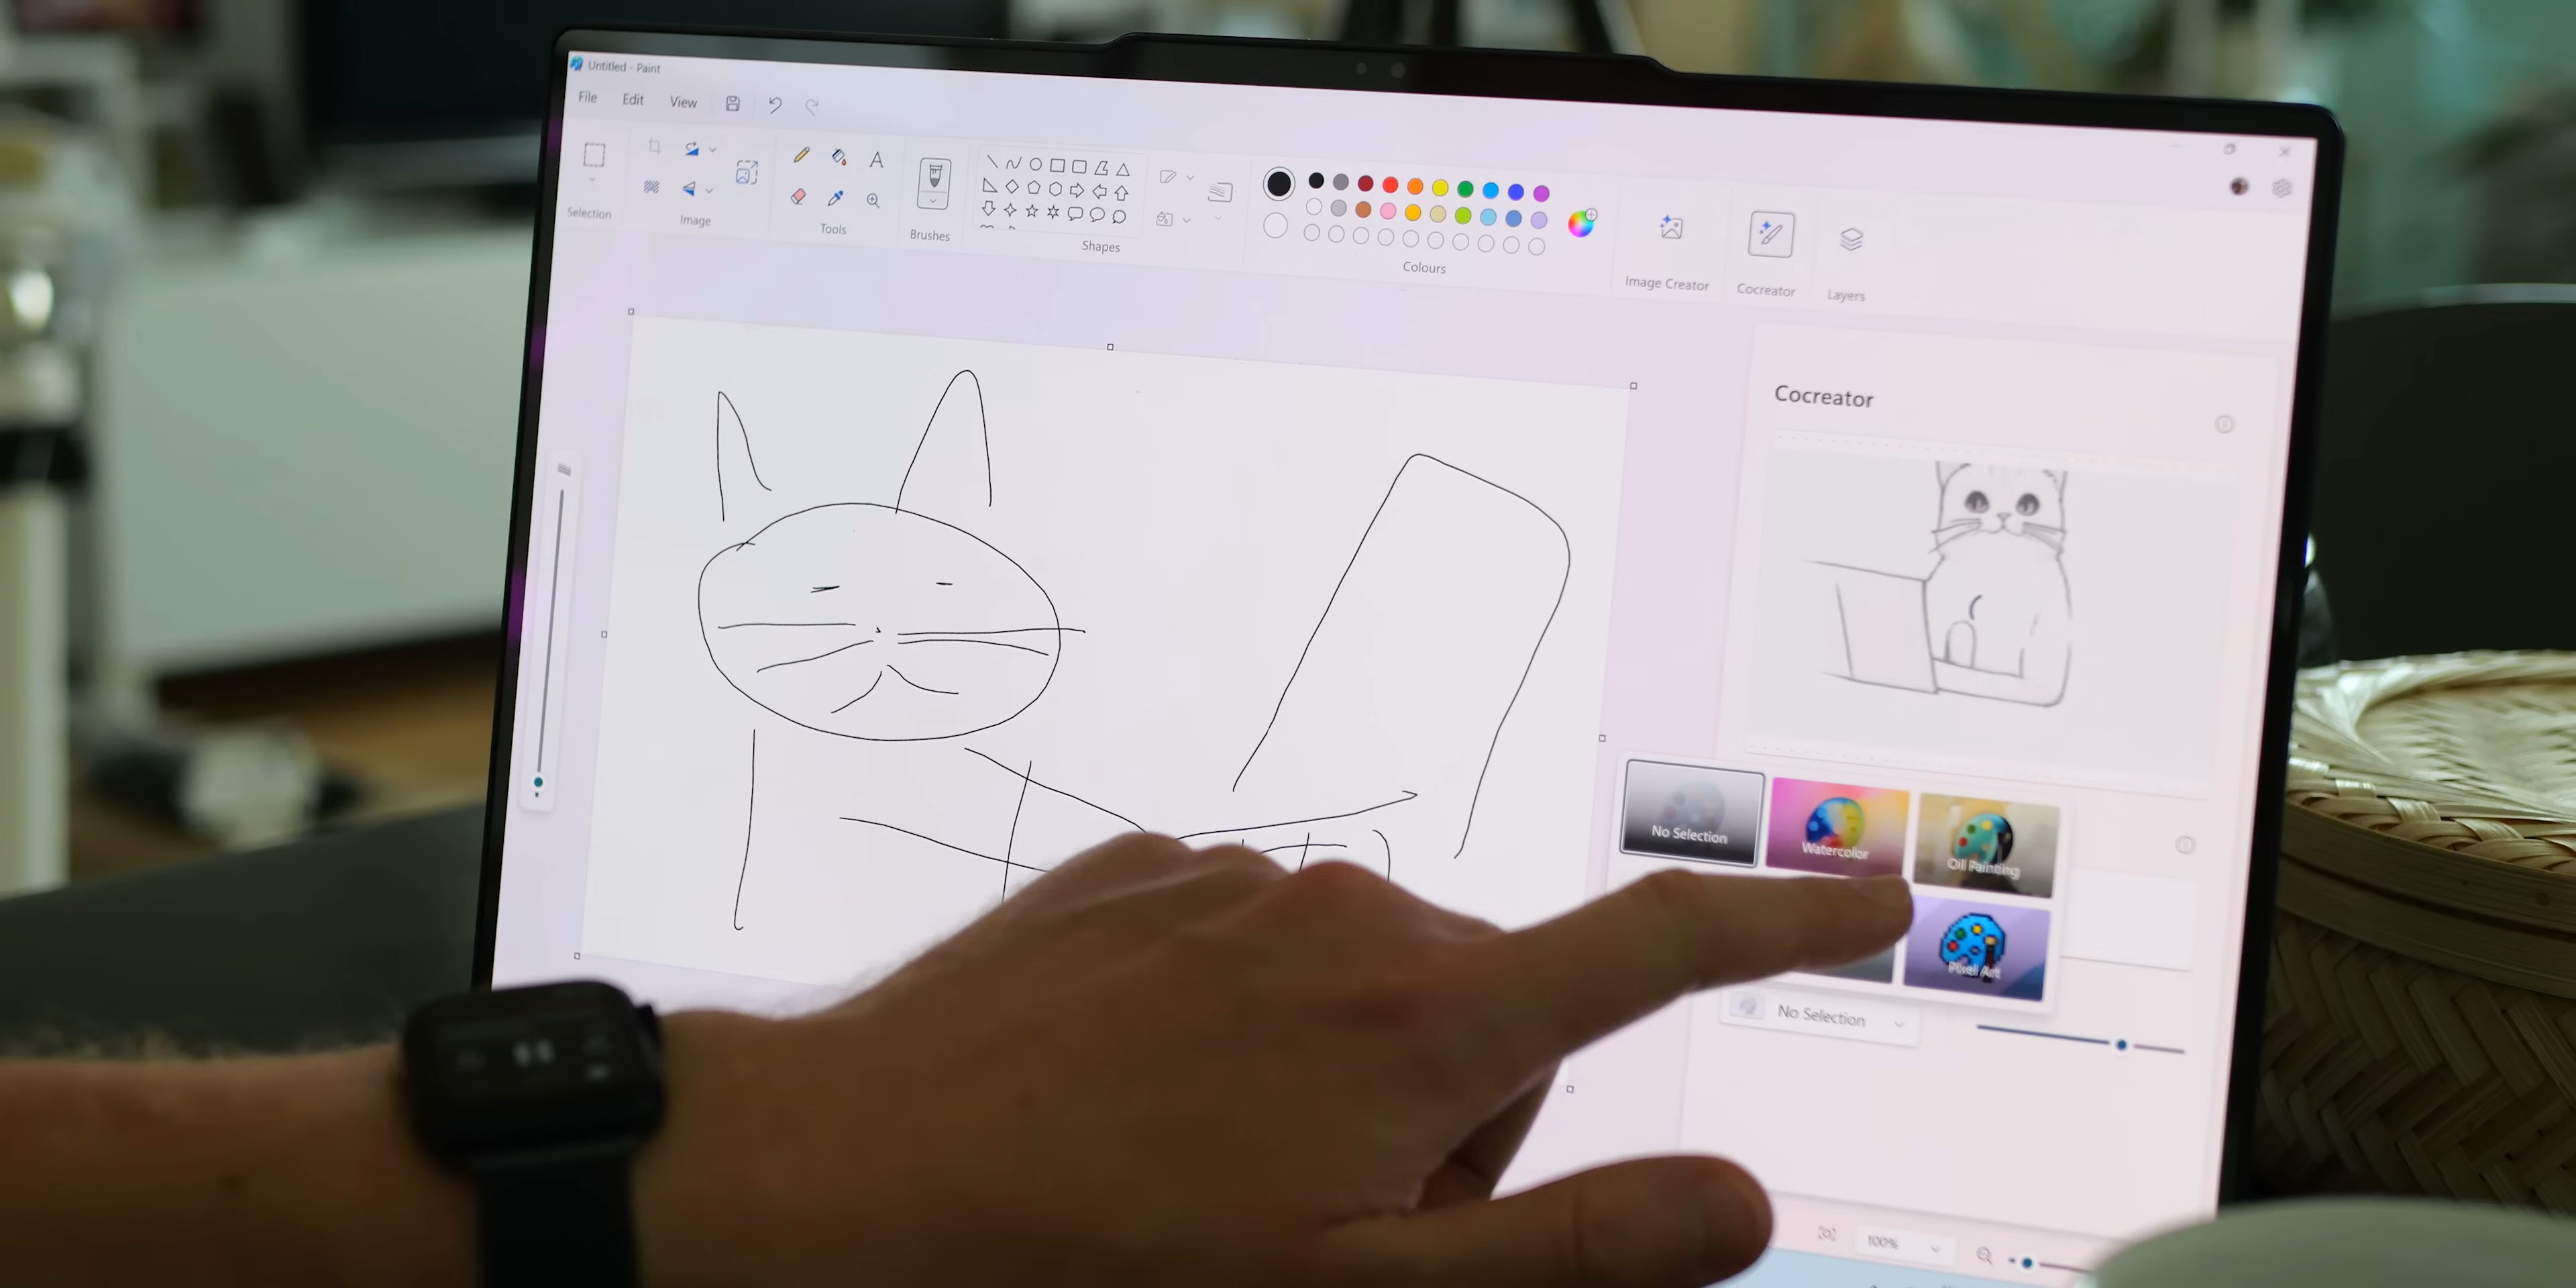 Untitled - Paint
File Edit View
Selection
Image
Tools
Brushes
Shapes
Colours
Image Creator
Cocreator
Layers
Cocreator
No Selection
Watercolor
Oil Painting
Pixel Art
No Selection
100%